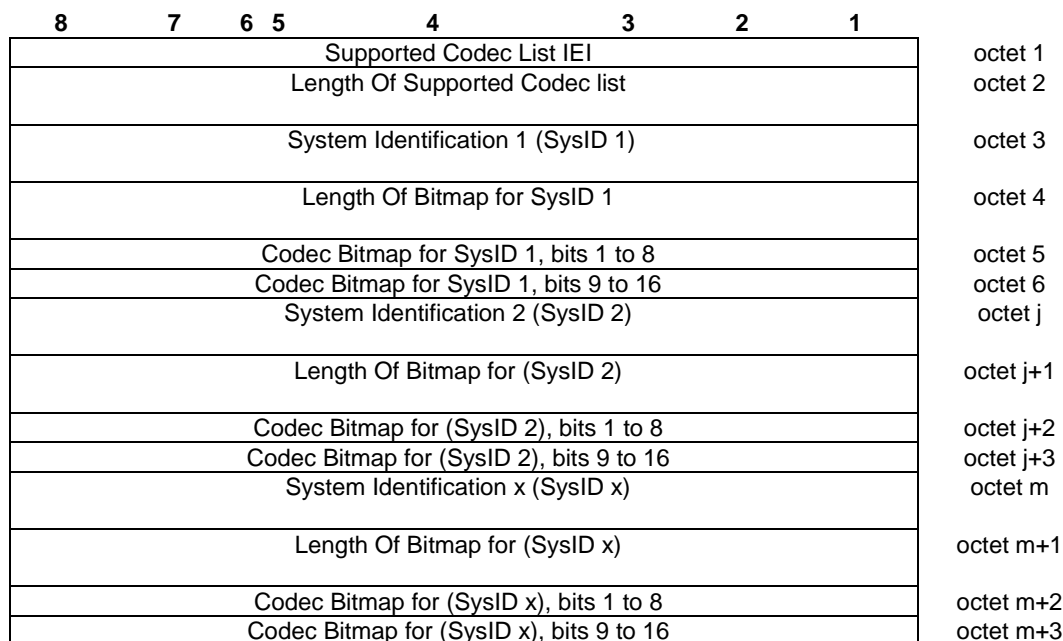 8 7 6 5 4 3 2 1
Supported Codec List IEI octet 1
Length Of Supported Codec list octet 2
System Identification 1 (SysID 1) octet 3
Length Of Bitmap for SysID 1 octet 4
Codec Bitmap for SysID 1, bits 1 to 8 octet 5
Codec Bitmap for SysID 1, bits 9 to 16 octet 6
System Identification 2 (SysID 2) octet j
Length Of Bitmap for (SysID 2) octet j+1
Codec Bitmap for (SysID 2), bits 1 to 8 octet j+2
Codec Bitmap for (SysID 2), bits 9 to 16 octet j+3
System Identification x (SysID x) octet m
Length Of Bitmap for (SysID x) octet m+1
Codec Bitmap for (SysID x), bits 1 to 8 octet m+2
Codec Bitmap for (SysID x), bits 9 to 16 octet m+3